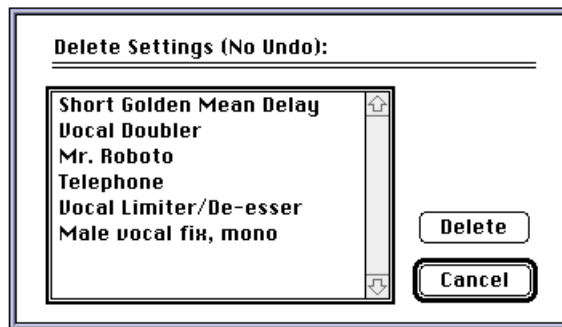 Delete Settings (No Undo):
Short Golden Mean Delay
Vocal Doubler
Mr. Roboto
Telephone
Vocal Limiter/De-esser
Male vocal fix, mono
Delete
Cancel